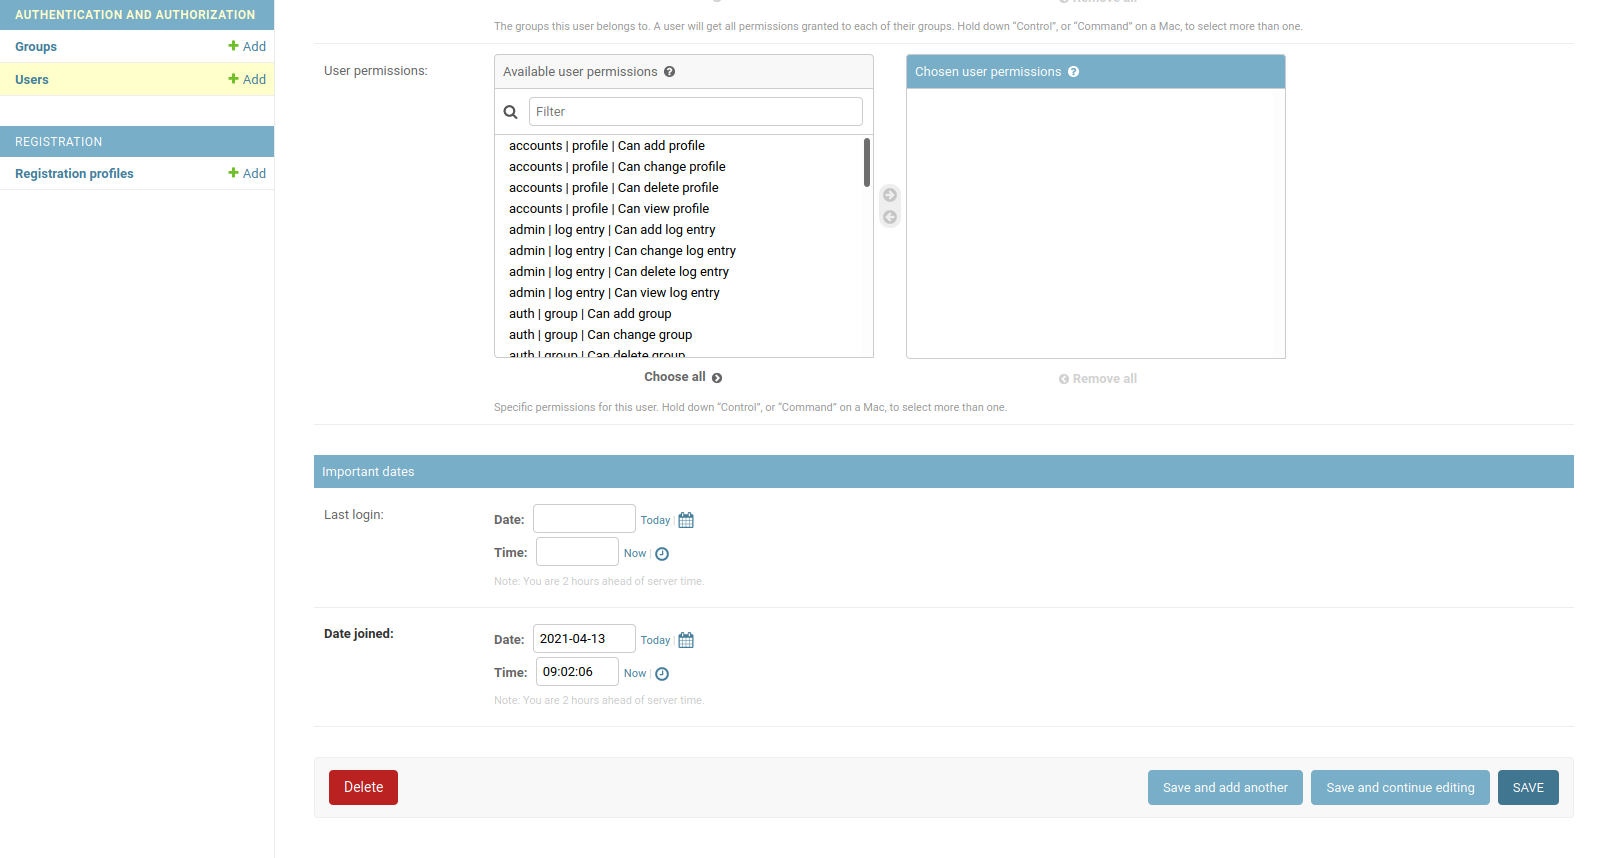 AUTHENTICATION AND AUTHORIZATION
Groups
Add
Users
Add
REGISTRATION
Registration profiles
Add
Remove all
The groups this user belongs to. A user will get all permissions granted to each of their groups. Hold down “Control”, or “Command” on a Mac, to select more than one.
User permissions:
Available user permissions
Filter
accounts | profile | Can add profile
accounts | profile | Can change profile
accounts | profile | Can delete profile
accounts | profile | Can view profile
admin | log entry | Can add log entry
admin | log entry | Can change log entry
admin | log entry | Can delete log entry
admin | log entry | Can view log entry
auth | group | Can add group
auth | group | Can change group
auth | group | Can delete group
Choose all
Chosen user permissions
Remove all
Specific permissions for this user. Hold down “Control”, or “Command” on a Mac, to select more than one.
Important dates
Last login:
Date:
Today |
Time:
Now |
Note: You are 2 hours ahead of server time.
Date joined:
Date: 2021-04-13 Today |
Time: 09:02:06 Now |
Note: You are 2 hours ahead of server time.
Delete
Save and add another
Save and continue editing
SAVE